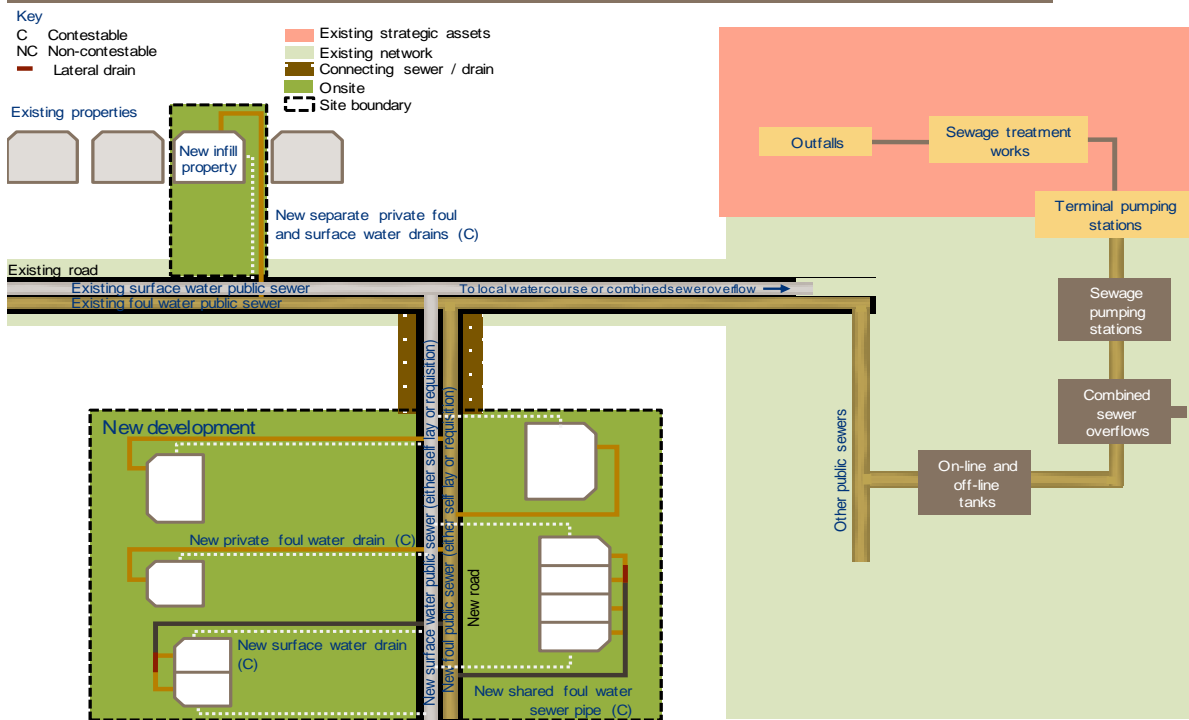 Key
C Contestable
NC Non-contestable
Lateral drain
Existing strategic assets
Existing network
Connecting sewer / drain
Onsite
Site boundary
Existing properties
New infill
property
New separate private foul
and surface water drains (C)
Outfalls
Sewage treatment
works
Terminal pumping
stations
Existing road
Existing surface water public sewer
To local watercourse or combined sewer overflow
Existing foul water public sewer
Sewage
pumping
stations
Combined
sewer
overflows
On-line and
off-line
tanks
Other public sewers
New development
New private foul water drain (C)
New surface water drain
(C)
New surface water public sewer (either self lay or requisition)
New foul public sewer (either self lay or requisition)
New road
New shared foul water
sewer pipe (C)